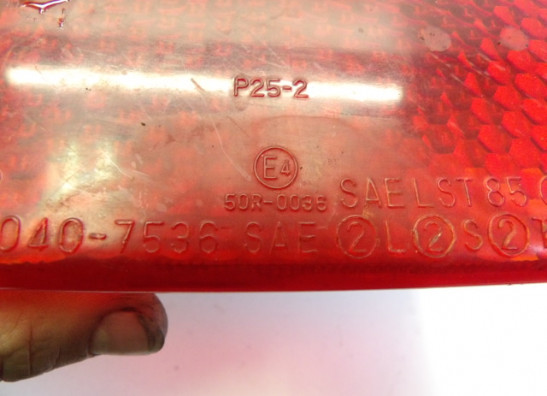 P25-2
E4
50R-0036 SAE LST 85
040-7536 SAE 2 L 2 S 2